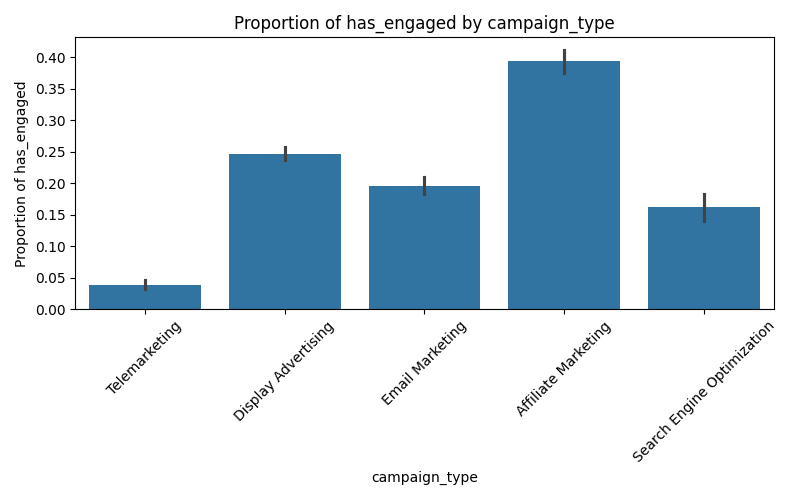 Proportion of has_engaged by campaign_type
Proportion of has_engaged
0.40
0.35
0.30
0.25
0.20
0.15
0.10
0.05
0.00
Telemarketing
Display Advertising
Email Marketing
Affiliate Marketing
Search Engine Optimization
campaign_type